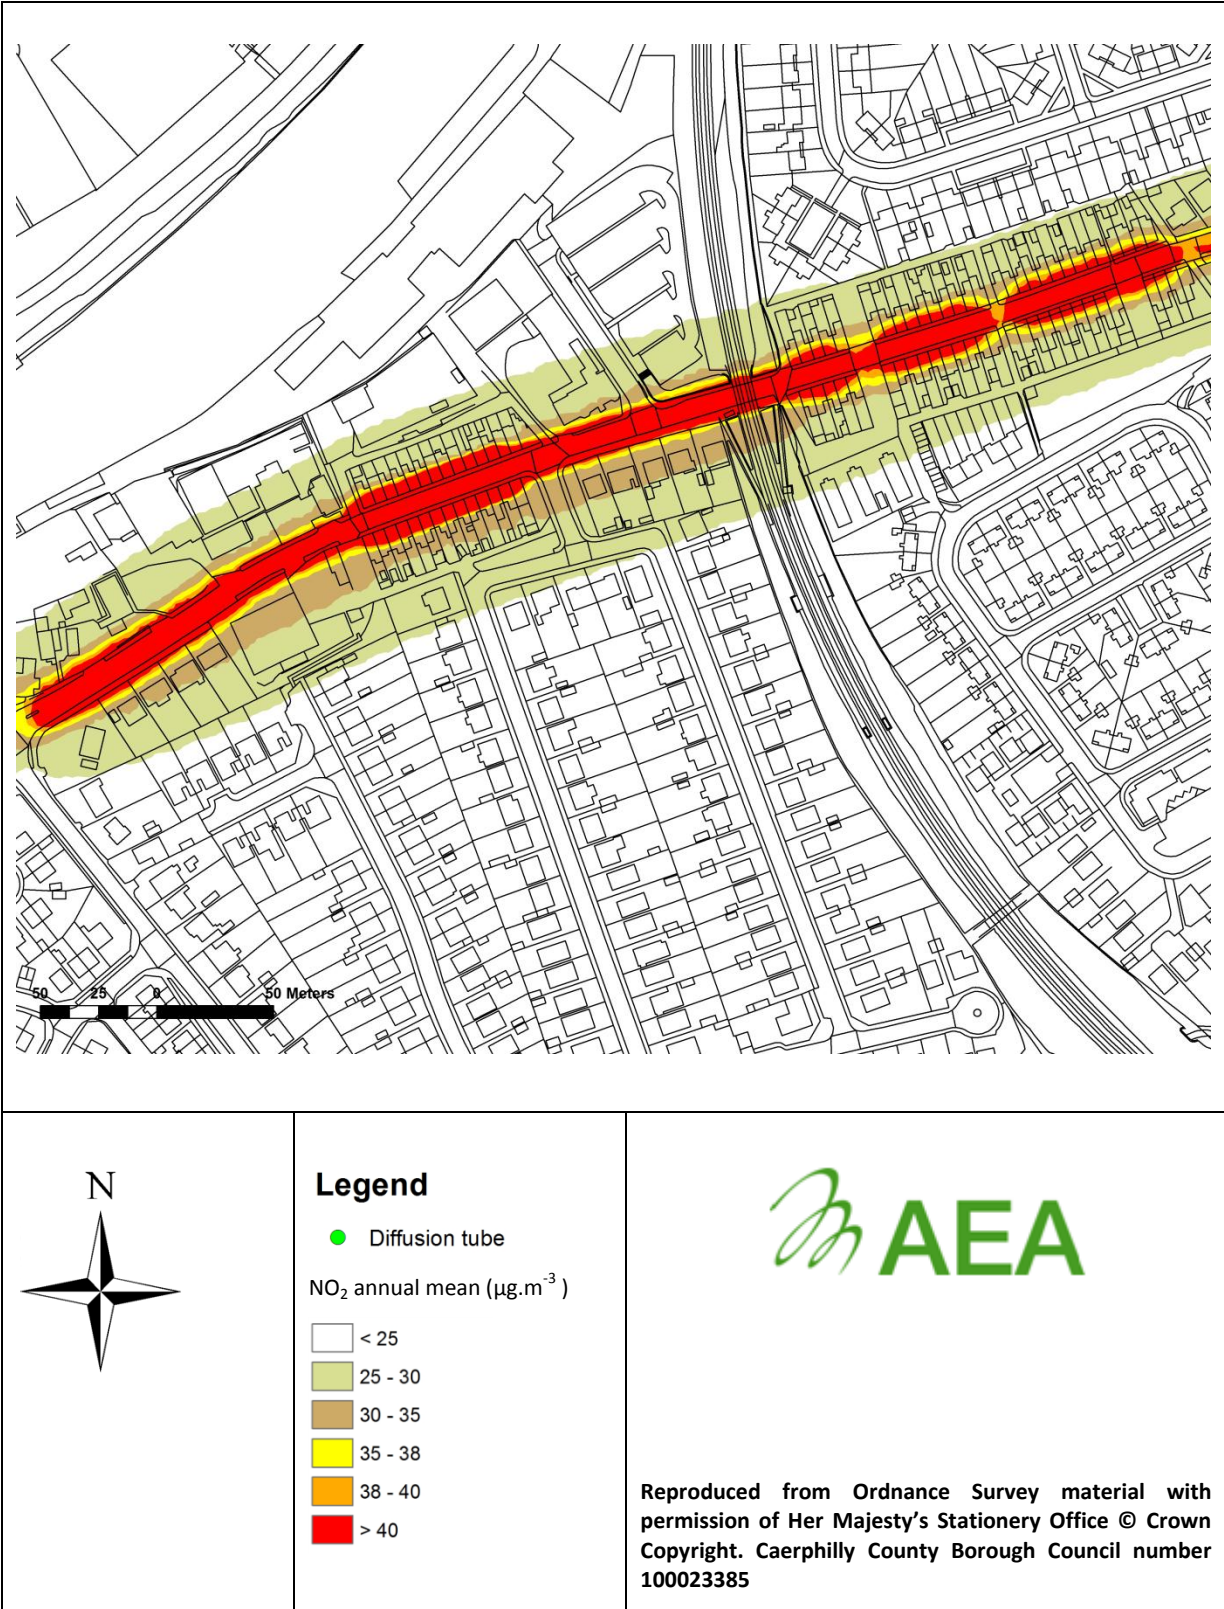 50 25 0 50 Meters
N
Legend
Diffusion tube
NO₂ annual mean (µg.m⁻³ )
< 25
25 - 30
30 - 35
35 - 38
38 - 40
> 40
AEA
Reproduced from Ordnance Survey material with
permission of Her Majesty’s Stationery Office © Crown
Copyright. Caerphilly County Borough Council number
100023385